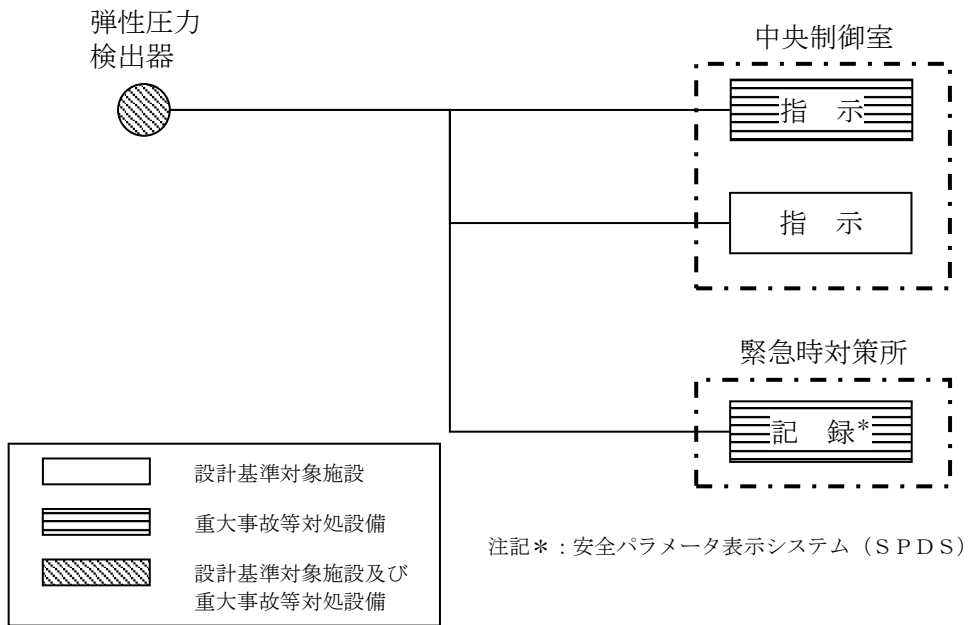 弾性圧力
検出器
中央制御室
指　示
指　示
緊急時対策所
記　録*
設計基準対象施設
重大事故等対処設備
設計基準対象施設及び
重大事故等対処設備
注記＊：安全パラメータ表示システム（ＳＰＤＳ）